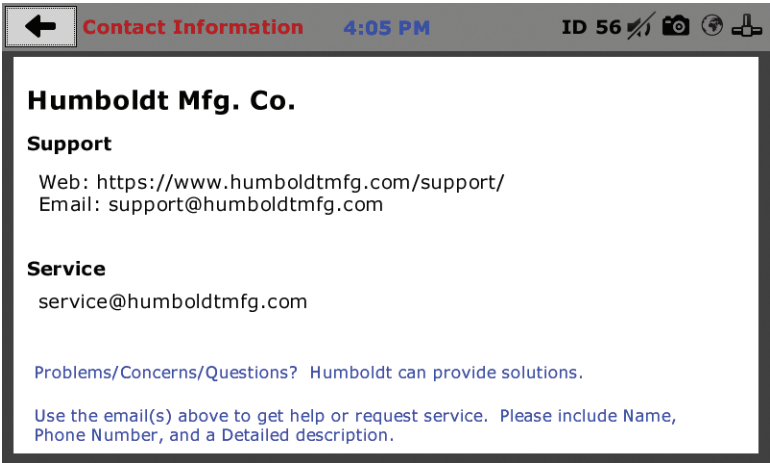 Contact Information 4:05 PM ID 56
Humboldt Mfg. Co.
Support
Web: https://www.humboldtmfg.com/support/
Email: support@humboldtmfg.com
Service
service@humboldtmfg.com
Problems/Concerns/Questions?  Humboldt can provide solutions.
Use the email(s) above to get help or request service.  Please include Name,
Phone Number, and a Detailed description.